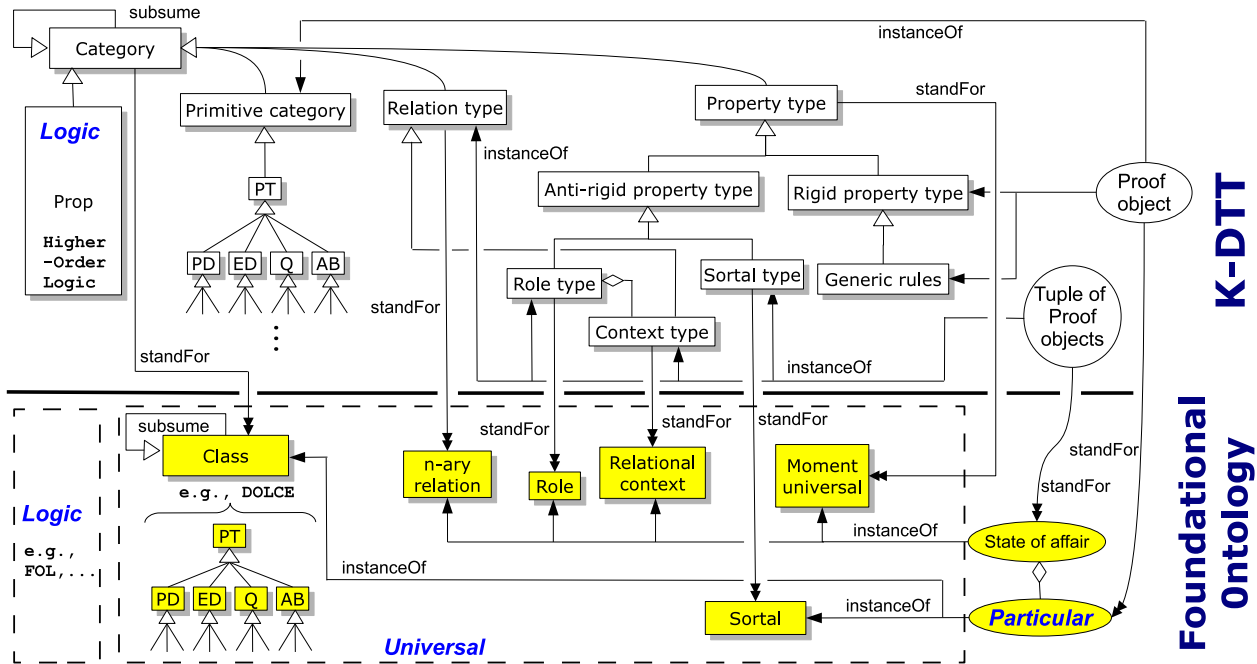 subsume
Category
instanceOf
Primitive category
Relation type
Property type
standFor
Logic
Prop
Higher
-Order
Logic
instanceOf
PT
PD
ED
Q
AB
Anti-rigid property type
Rigid property type
Proof
object
K-DTT
Role type
Sortal type
Generic rules
Tuple of
Proof
objects
standFor
Context type
standFor
instanceOf
subsume
Class
e.g., DOLCE
standFor
standFor
standFor
standFor
standFor
n-ary
relation
Role
Relational
context
Moment
universal
Logic
e.g.,
FOL,...
PT
PD
ED
Q
AB
instanceOf
instanceOf
State of affair
Sortal
instanceOf
Particular
Universal
Foundational
0ntology